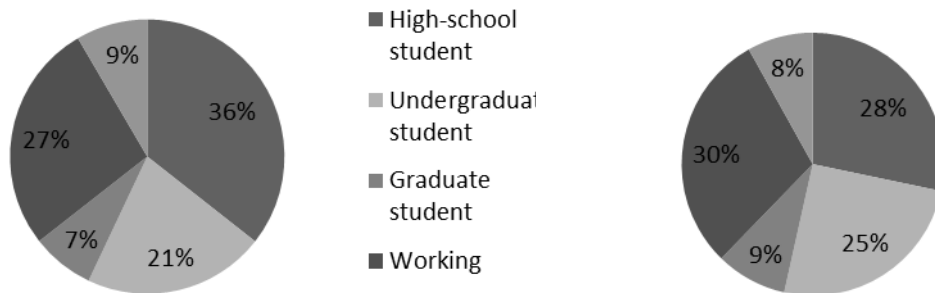 9%
36%
27%
7%
21%
High-school
student
Undergraduat
student
Graduate
student
Working
8%
28%
30%
9%
25%